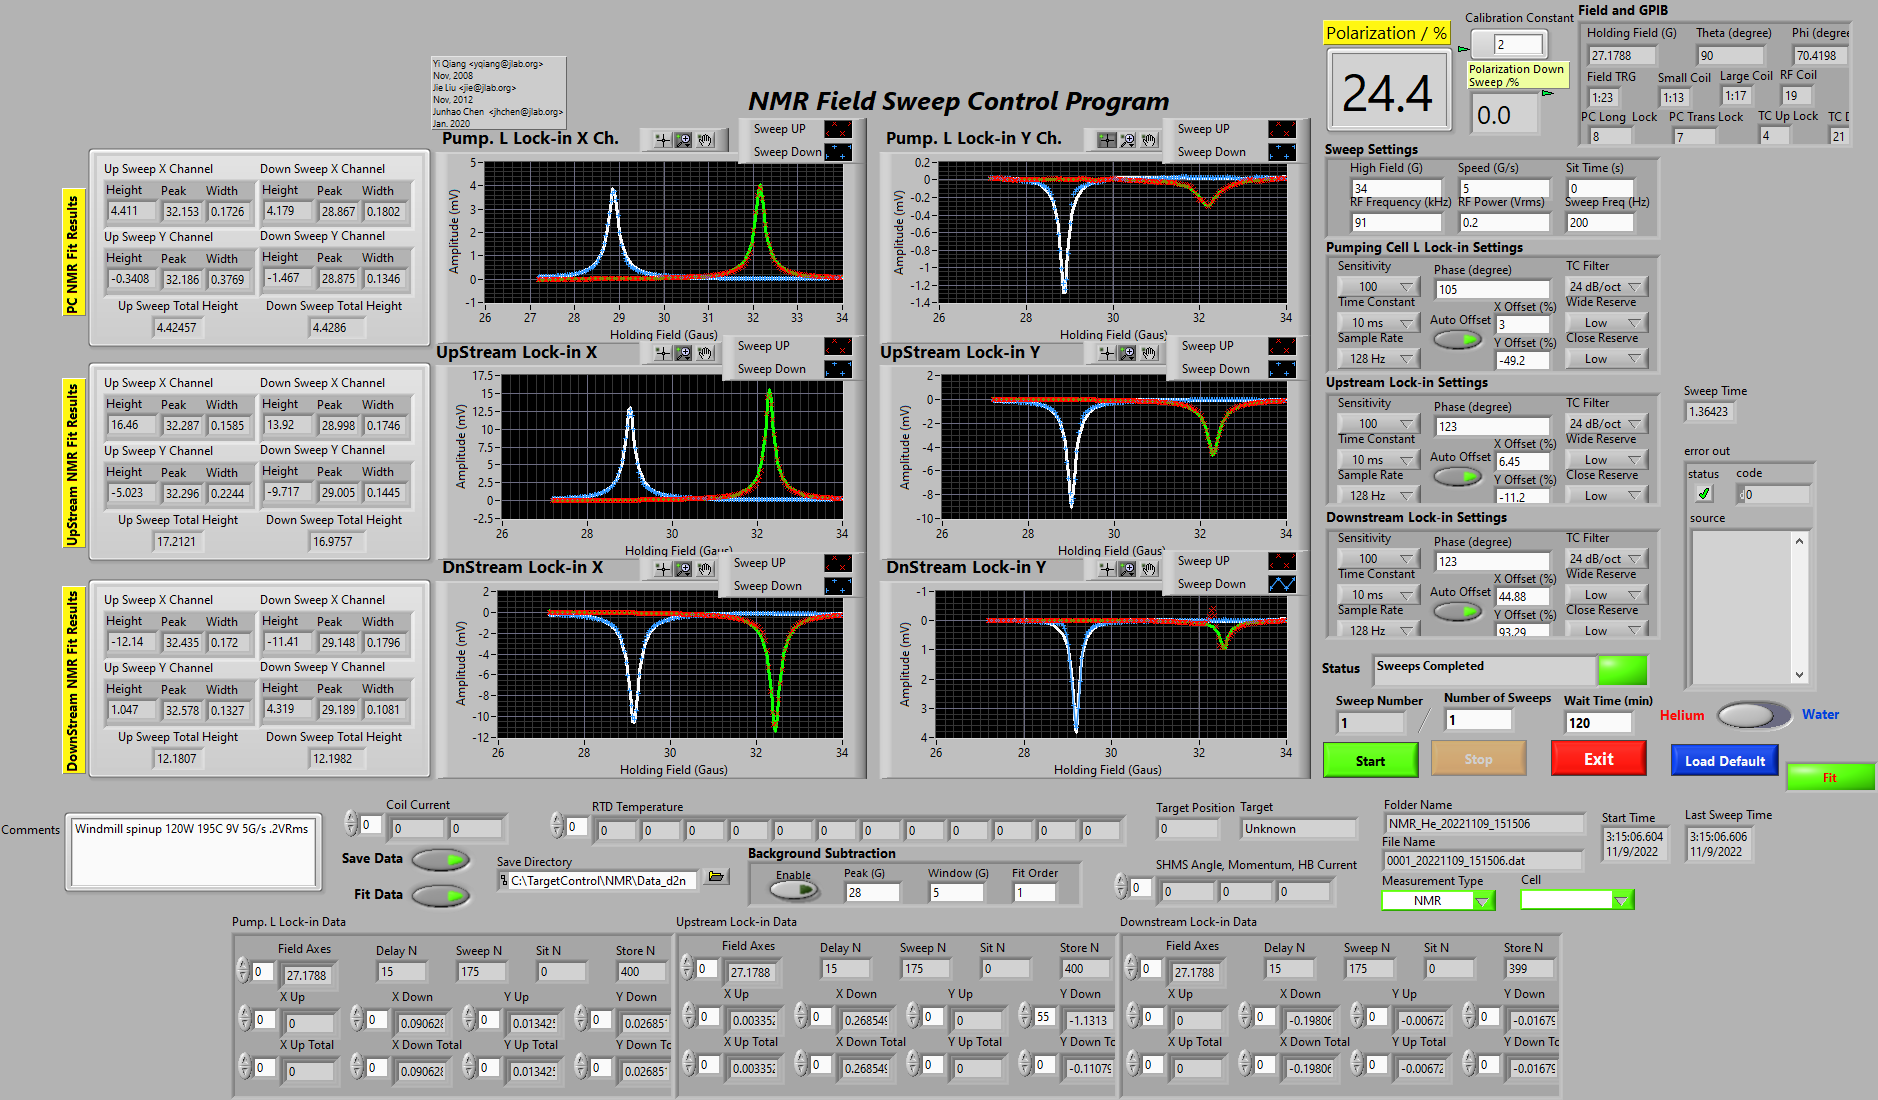 Yi Qiang <yqiang@jlab.org>
Nov, 2008
Jie Liu <jie@jlab.org>
Nov, 2012
Junhao Chen <jhchen@jlab.org>
Jan. 2020
NMR Field Sweep Control Program
Polarization / %
24.4
Calibration Constant
2
Polarization Down
Sweep /%
0.0
Field and GPIB
Holding Field (G) Theta (degree) Phi (degree
27.1788 90 70.4198
Field TRG Small Coil Large Coil RF Coil
1:23 1:13 1:17 19
PC Long Lock PC Trans Lock TC Up Lock TC D
8 7 4 21
PC NMR Fit Results
Up Sweep X Channel Down Sweep X Channel
Height Peak Width Height Peak Width
4.411 32.153 0.1726 4.179 28.867 0.1802
Up Sweep Y Channel Down Sweep Y Channel
Height Peak Width Height Peak Width
-0.3408 32.186 0.3769 -1.467 28.875 0.1346
Up Sweep Total Height Down Sweep Total Height
4.42457 4.4286
UpStream NMR Fit Results
Up Sweep X Channel Down Sweep X Channel
Height Peak Width Height Peak Width
16.46 32.287 0.1585 13.92 28.998 0.1746
Up Sweep Y Channel Down Sweep Y Channel
Height Peak Width Height Peak Width
-5.023 32.296 0.2244 -9.717 29.005 0.1445
Up Sweep Total Height Down Sweep Total Height
17.2121 16.9757
DownStream NMR Fit Results
Up Sweep X Channel Down Sweep X Channel
Height Peak Width Height Peak Width
-12.14 32.435 0.172 -11.41 29.148 0.1796
Up Sweep Y Channel Down Sweep Y Channel
Height Peak Width Height Peak Width
1.047 32.578 0.1327 4.319 29.189 0.1081
Up Sweep Total Height Down Sweep Total Height
12.1807 12.1982
Pump. L Lock-in X Ch.
Sweep UP
Sweep Down
Amplitude (mV)
5
4
3
2
1
0
-1
26 27 28 29 30 31 32 33 34
Holding Field (Gaus)
Pump. L Lock-in Y Ch.
Sweep UP
Sweep Down
Amplitude (mV)
0.2
0
-0.2
-0.4
-0.6
-0.8
-1
-1.2
-1.4
26 28 30 32 34
Holding Field (Gaus)
UpStream Lock-in X
Sweep UP
Sweep Down
Amplitude (mV)
17.5
15
12.5
10
7.5
5
2.5
0
-2.5
26 28 30 32 34
Holding Field (Gaus)
UpStream Lock-in Y
Sweep UP
Sweep Down
Amplitude (mV)
2
0
-2
-4
-6
-8
-10
26 28 30 32 34
Holding Field (Gaus)
DnStream Lock-in X
Sweep UP
Sweep Down
Amplitude (mV)
2
0
-2
-4
-6
-8
-10
-12
26 28 30 32 34
Holding Field (Gaus)
DnStream Lock-in Y
Sweep UP
Sweep Down
Amplitude (mV)
-1
0
1
2
3
4
26 28 30 32 34
Holding Field (Gaus)
Sweep Settings
High Field (G) Speed (G/s) Sit Time (s)
34 5 0
RF Frequency (kHz) RF Power (Vrms) Sweep Freq (Hz)
91 0.2 200
Pumping Cell L Lock-in Settings
Sensitivity Phase (degree) TC Filter
100 105 24 dB/oct
Time Constant X Offset (%) Wide Reserve
10 ms Auto Offset 3 Low
Sample Rate Y Offset (%) Close Reserve
128 Hz -49.2 Low
Upstream Lock-in Settings
Sensitivity Phase (degree) TC Filter
100 123 24 dB/oct
Time Constant X Offset (%) Wide Reserve
10 ms Auto Offset 6.45 Low
Sample Rate Y Offset (%) Close Reserve
128 Hz -11.2 Low
Downstream Lock-in Settings
Sensitivity Phase (degree) TC Filter
100 123 24 dB/oct
Time Constant X Offset (%) Wide Reserve
10 ms Auto Offset 44.88 Low
Sample Rate Y Offset (%) Close Reserve
128 Hz 93.29 Low
Sweep Time
1.36423
error out
status code
0
source
Status Sweeps Completed
Sweep Number Number of Sweeps Wait Time (min)
1 / 1 120
Helium Water
Start Stop Exit Load Default Fit
Comments
Windmill spinup 120W 195C 9V 5G/s .2VRms
Coil Current
0 0 0
Save Data
Fit Data
RTD Temperature
0 0 0 0 0 0 0 0 0 0 0 0 0
Save Directory
C:\TargetControl\NMR\Data_d2n
Background Subtraction
Enable Peak (G) Window (G) Fit Order
28 5 1
Target Position Target
0 Unknown
SHMS Angle, Momentum, HB Current
0 0 0 0
Folder Name
NMR_He_20221109_151506
File Name
0001_20221109_151506.dat
Measurement Type Cell
NMR
Start Time
3:15:06.604
11/9/2022
Last Sweep Time
3:15:06.606
11/9/2022
Pump. L Lock-in Data
Field Axes Delay N Sweep N Sit N Store N
0 27.1788 15 175 0 400
X Up X Down Y Up Y Down
0 0 0 0.090628 0 0.013425 0 0.02685
X Up Total X Down Total Y Up Total Y Down To
0 0 0 0.090628 0 0.013425 0 0.02685
Upstream Lock-in Data
Field Axes Delay N Sweep N Sit N Store N
0 27.1788 15 175 0 400
X Up X Down Y Up Y Down
0 0.003352 0 0.268549 0 0 55 -1.1313
X Up Total X Down Total Y Up Total Y Down To
0 0.003352 0 0.268549 0 0 0 -0.11079
Downstream Lock-in Data
Field Axes Delay N Sweep N Sit N Store N
0 27.1788 15 175 0 399
X Up X Down Y Up Y Down
0 0 0 -0.19806 0 -0.00672 0 -0.01679
X Up Total X Down Total Y Up Total Y Down To
0 0 0 -0.19806 0 -0.00672 0 -0.01679